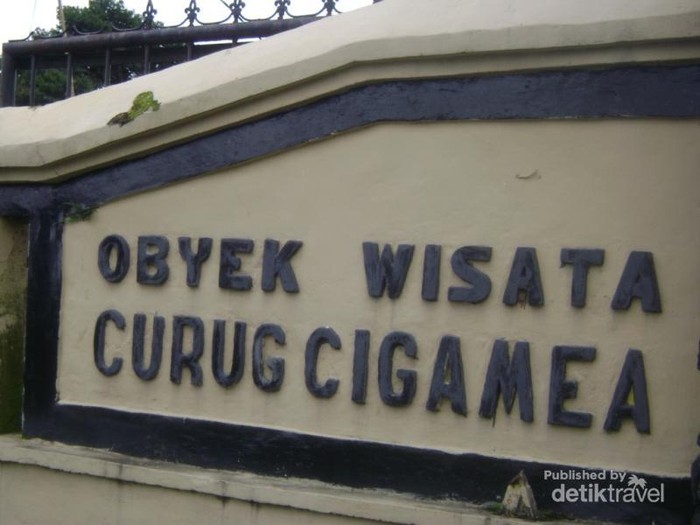 OBYEK WISATA
CURUG CIGAMEA
Published by
detiktravel